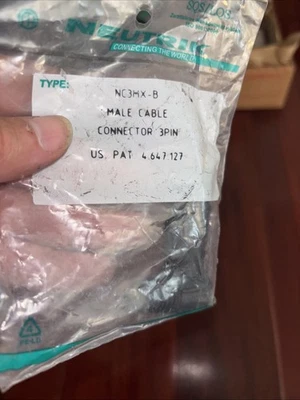 NEUTRIK
CONNECTING THE WORLD
TYPE:
NC3MX-B
MALE CABLE
CONNECTOR 3PIN
US PAT 4.647.127